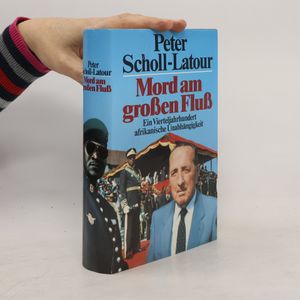 Peter
Scholl-Latour
Mord am
großen Fluß
Ein Vierteljahrhundert
afrikanische Unabhängigkeit
Peter
Scholl-Latour
Mord am
großen Fluß